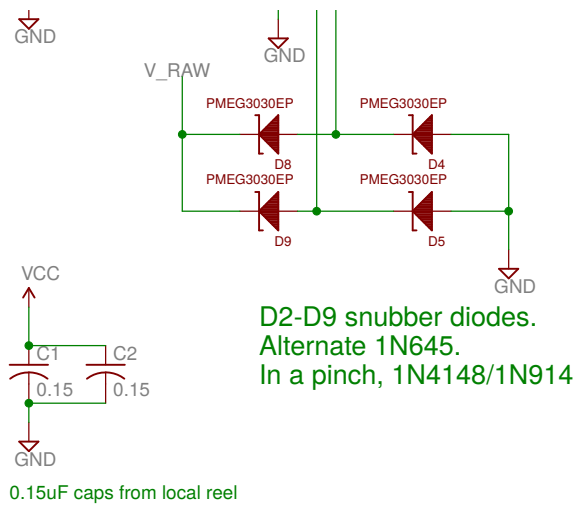 GND
GND
V_RAW
PMEG3030EP
PMEG3030EP
D8
D4
PMEG3030EP
PMEG3030EP
D9
D5
GND
VCC
C1
C2
0.15
0.15
GND
D2-D9 snubber diodes.
Alternate 1N645.
In a pinch, 1N4148/1N914
0.15uF caps from local reel